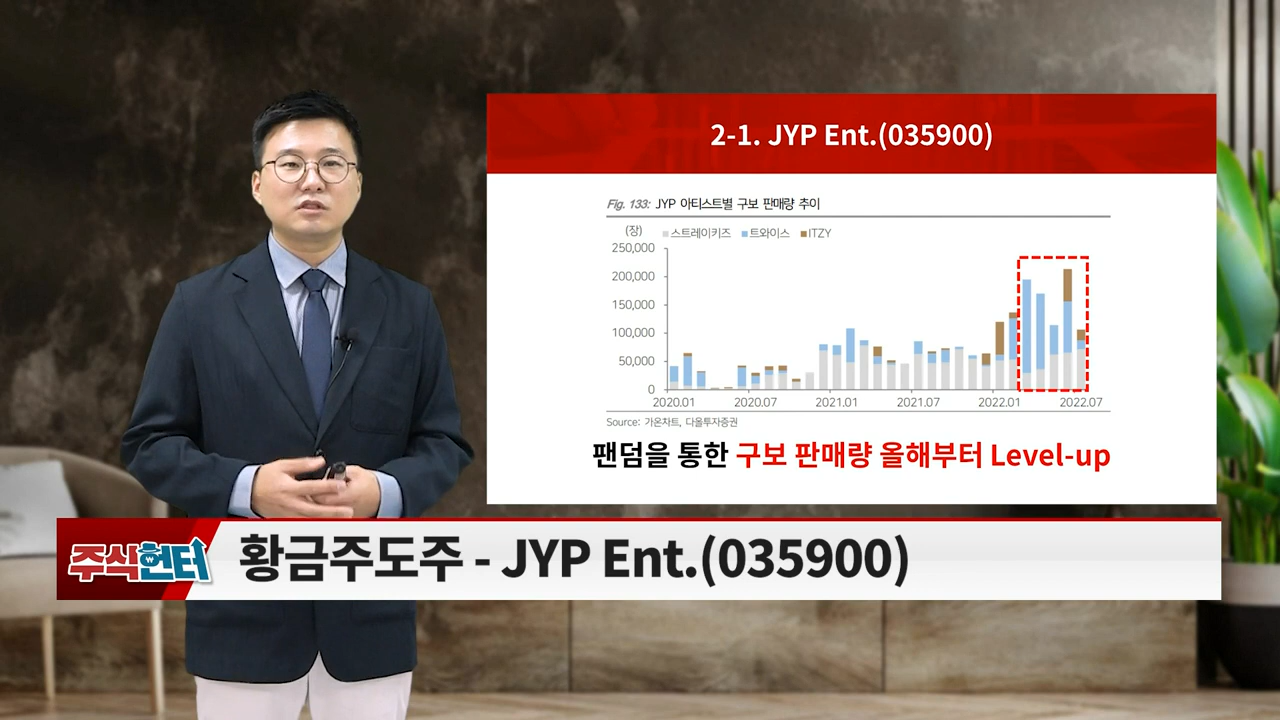 2-1. JYP Ent.(035900)
Fig. 133: JYP 아티스트별 구보 판매량 추이
(장)
스트레이키즈 트와이스 ITZY
250,000
200,000
150,000
100,000
50,000
0
2020.01 2020.07 2021.01 2021.07 2022.01 2022.07
Source: 가온차트, 다올투자증권
팬덤을 통한 구보 판매량 올해부터 Level-up
주식헌터
황금주도주 - JYP Ent.(035900)